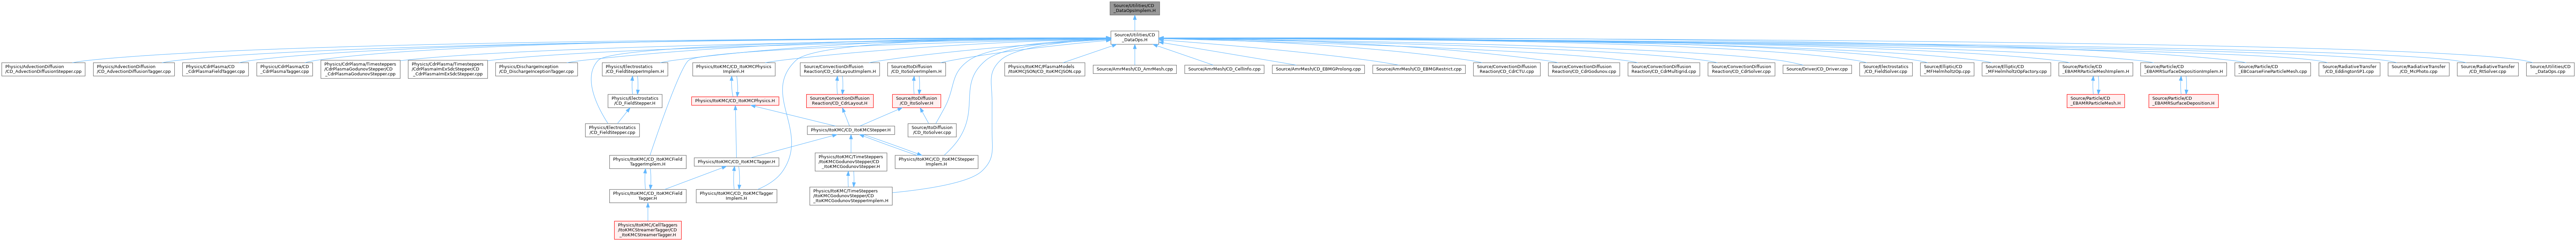 Source/Utilities/CD
_DataOpsImplem.H
Source/Utilities/CD
_DataOps.H
Physics/AdvectionDiffusion
/CD_AdvectionDiffusionStepper.cpp
Physics/AdvectionDiffusion
/CD_AdvectionDiffusionTagger.cpp
Physics/CdrPlasma/CD
_CdrPlasmaFieldTagger.cpp
Physics/CdrPlasma/CD
_CdrPlasmaTagger.cpp
Physics/CdrPlasma/Timesteppers
/CdrPlasmaGodunovStepper/CD
_CdrPlasmaGodunovStepper.cpp
Physics/CdrPlasma/Timesteppers
/CdrPlasmaImExSdcStepper/CD
_CdrPlasmaImExSdcStepper.cpp
Physics/DischargeInception
/CD_DischargeInceptionTagger.cpp
Physics/Electrostatics
/CD_FieldStepperImplem.H
Physics/ItoKMC/CD_ItoKMCPhysics
Implem.H
Source/ConvectionDiffusion
Reaction/CD_CdrLayoutImplem.H
Source/ItoDiffusion
/CD_ItoSolverImplem.H
Physics/ItoKMC/PlasmaModels
/ItoKMCJSON/CD_ItoKMCJSON.cpp
Source/AmrMesh/CD_AmrMesh.cpp
Source/AmrMesh/CD_CellInfo.cpp
Source/AmrMesh/CD_EBMGProlong.cpp
Source/AmrMesh/CD_EBMGRestrict.cpp
Source/ConvectionDiffusion
Reaction/CD_CdrCTU.cpp
Source/ConvectionDiffusion
Reaction/CD_CdrGodunov.cpp
Source/ConvectionDiffusion
Reaction/CD_CdrMultigrid.cpp
Source/ConvectionDiffusion
Reaction/CD_CdrSolver.cpp
Source/Driver/CD_Driver.cpp
Source/Electrostatics
/CD_FieldSolver.cpp
Source/Elliptic/CD
_MFHelmholtzOp.cpp
Source/Elliptic/CD
_MFHelmholtzOpFactory.cpp
Source/Particle/CD
_EBAMRParticleMeshImplem.H
Source/Particle/CD
_EBAMRSurfaceDepositionImplem.H
Source/Particle/CD
_EBCoarseFineParticleMesh.cpp
Source/RadiativeTransfer
/CD_EddingtonSP1.cpp
Source/RadiativeTransfer
/CD_McPhoto.cpp
Source/RadiativeTransfer
/CD_RtSolver.cpp
Source/Utilities/CD
_DataOps.cpp
Physics/Electrostatics
/CD_FieldStepper.H
Physics/ItoKMC/CD_ItoKMCPhysics.H
Source/ConvectionDiffusion
Reaction/CD_CdrLayout.H
Source/ItoDiffusion
/CD_ItoSolver.H
Source/Particle/CD
_EBAMRParticleMesh.H
Source/Particle/CD
_EBAMRSurfaceDeposition.H
Physics/Electrostatics
/CD_FieldStepper.cpp
Physics/ItoKMC/CD_ItoKMCStepper.H
Source/ItoDiffusion
/CD_ItoSolver.cpp
Physics/ItoKMC/CD_ItoKMCField
TaggerImplem.H
Physics/ItoKMC/CD_ItoKMCTagger.H
Physics/ItoKMC/TimeSteppers
/ItoKMCGodunovStepper/CD
_ItoKMCGodunovStepper.H
Physics/ItoKMC/CD_ItoKMCStepper
Implem.H
Physics/ItoKMC/CD_ItoKMCField
Tagger.H
Physics/ItoKMC/CD_ItoKMCTagger
Implem.H
Physics/ItoKMC/TimeSteppers
/ItoKMCGodunovStepper/CD
_ItoKMCGodunovStepperImplem.H
Physics/ItoKMC/CellTaggers
/ItoKMCStreamerTagger/CD
_ItoKMCStreamerTagger.H